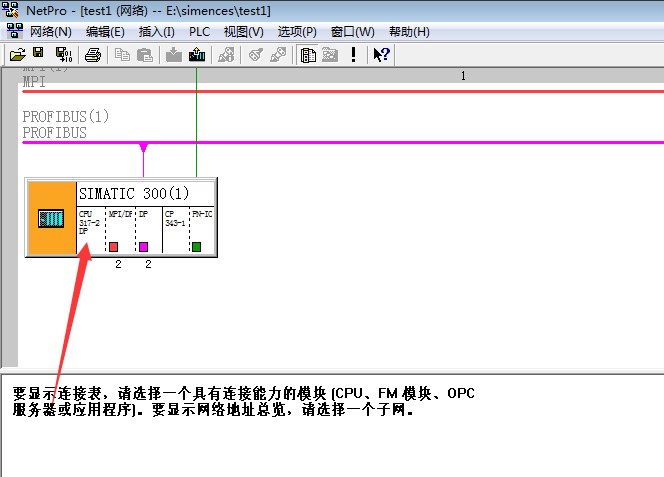 NetPro - [test1 (网络) -- E:\simences\test1]
网络(N) 编辑(E) 插入(I) PLC 视图(V) 选项(P) 窗口(W) 帮助(H)
1
MPI(1)
MPI
PROFIBUS(1)
PROFIBUS
SIMATIC 300(1)
CPU MPI/DP DP CP PN-IO
317-2 343-1
DP
2 2
要显示连接表，请选择一个具有连接能力的模块 (CPU、FM 模块、OPC
服务器或应用程序)。要显示网络地址总览，请选择一个子网。